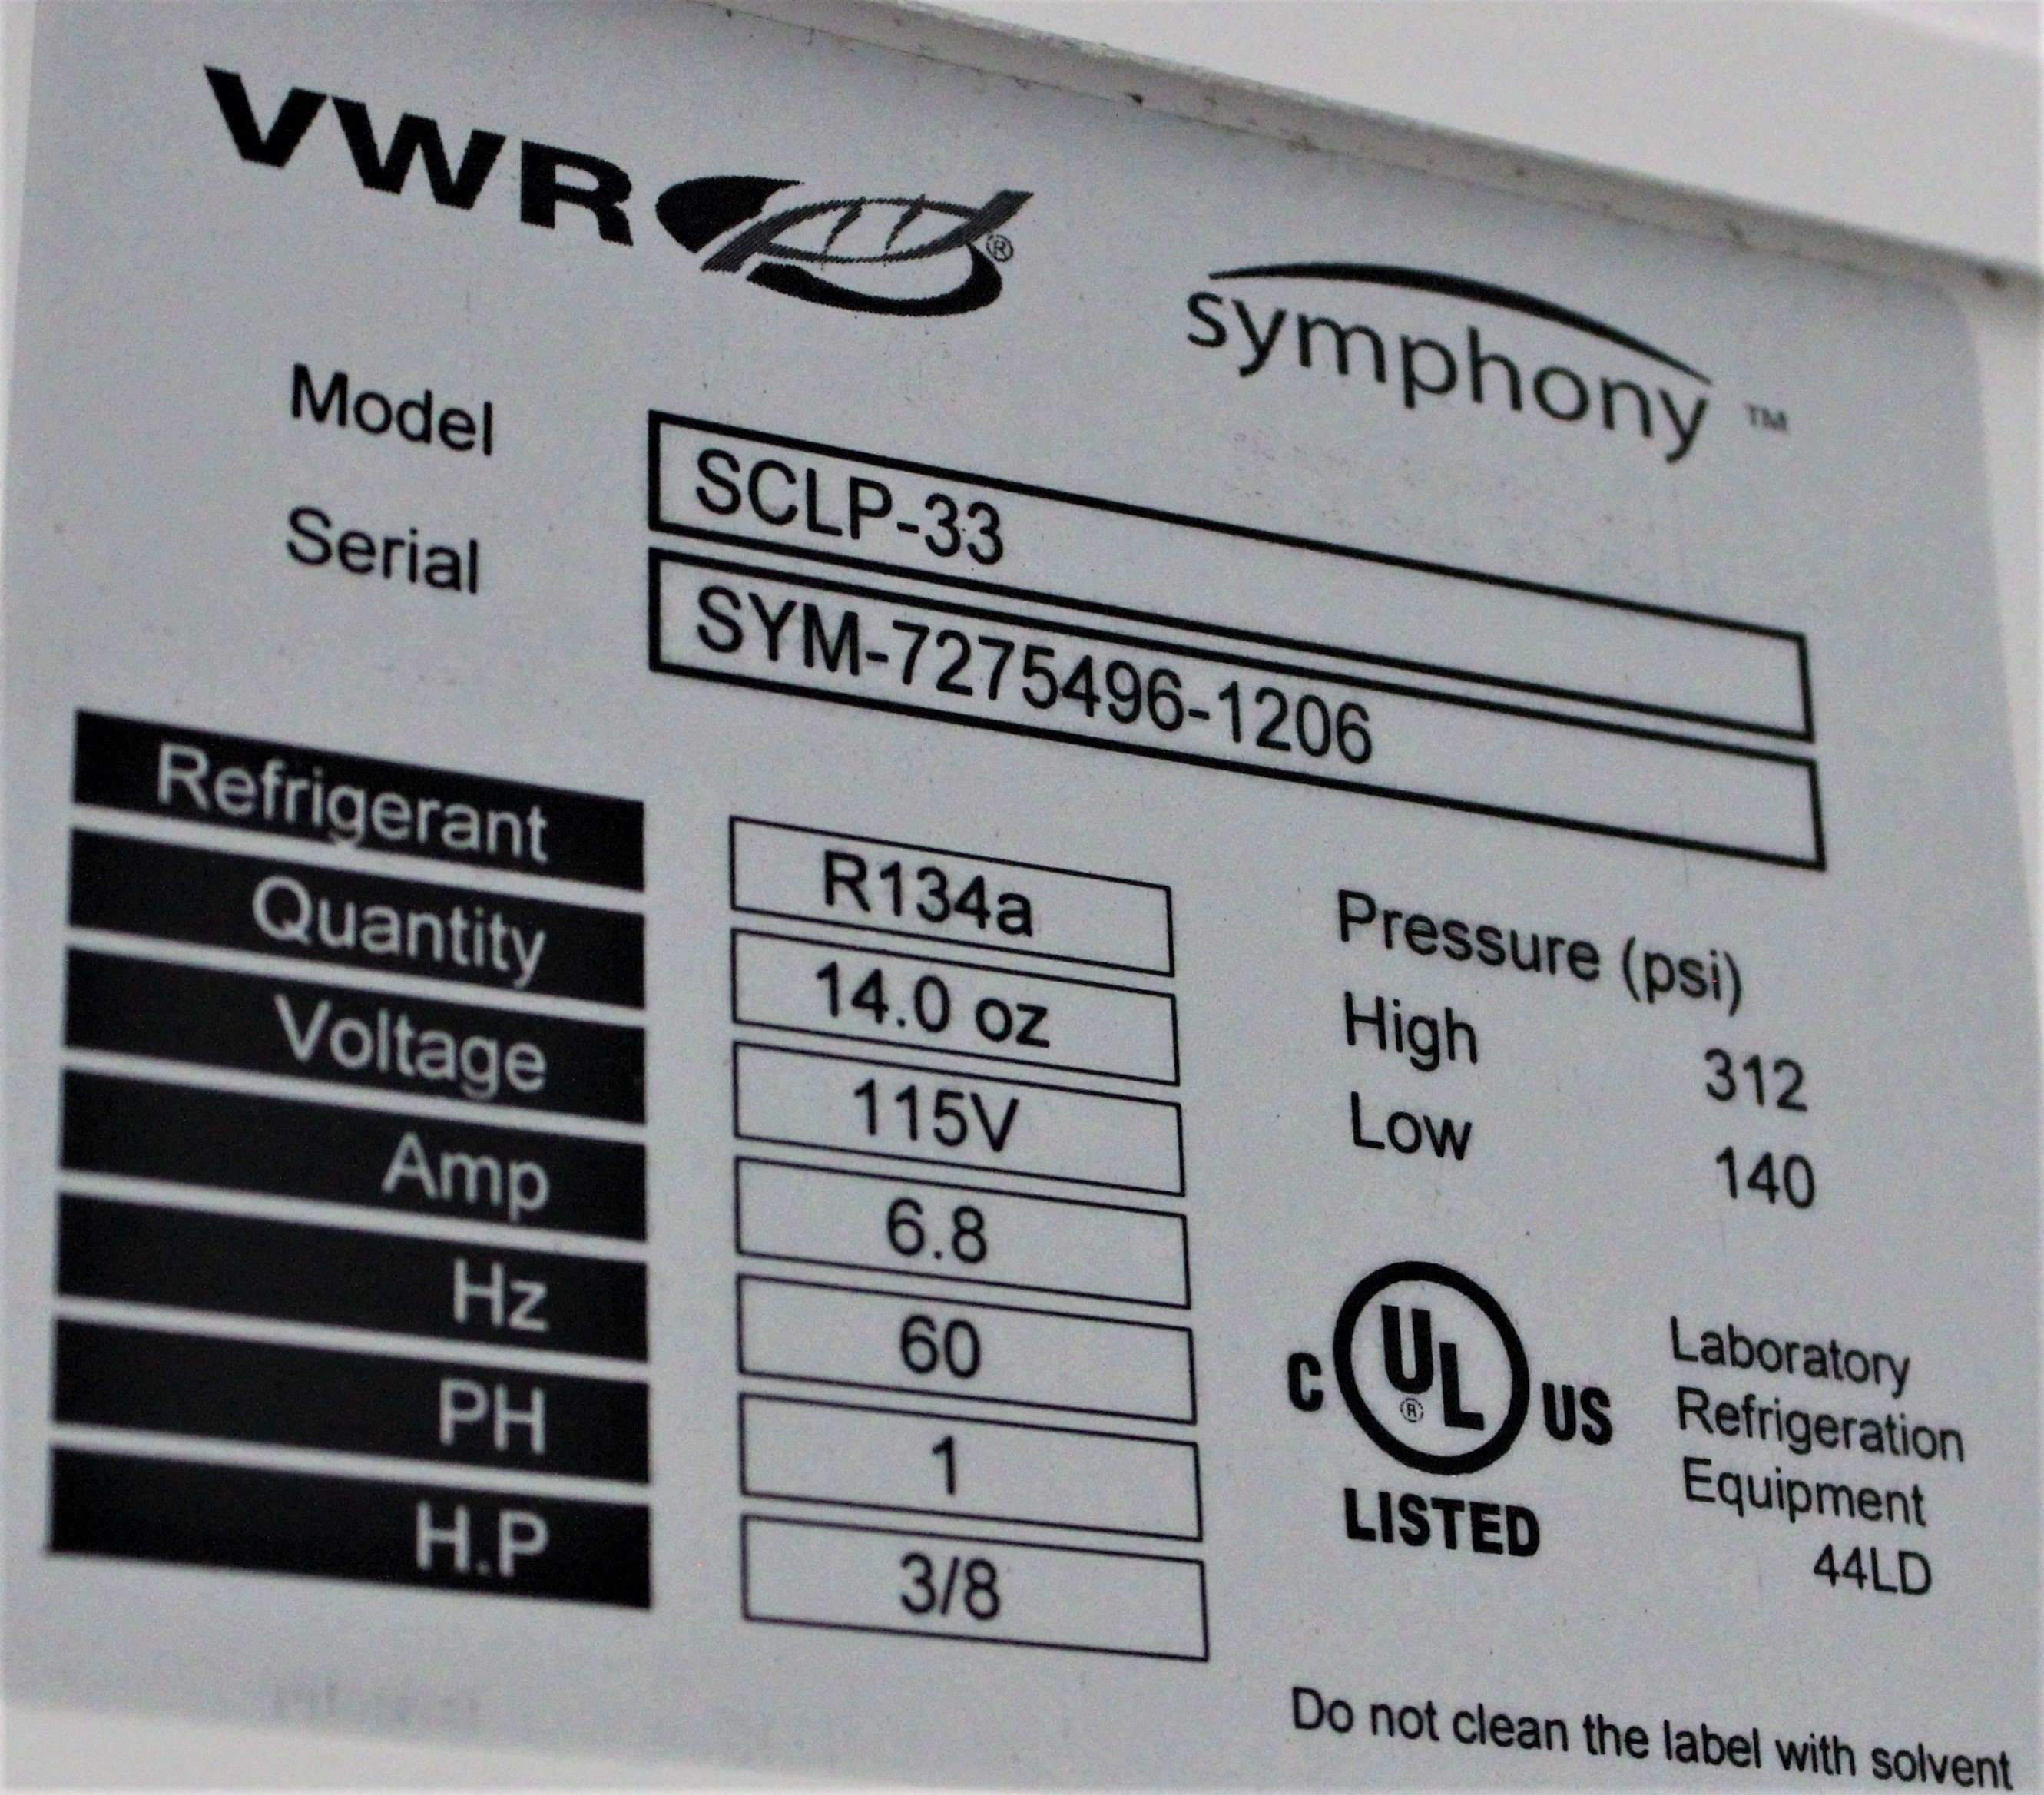 VWR ®
symphony ™
Model SCLP-33
Serial SYM-7275496-1206
Refrigerant R134a
Quantity 14.0 oz
Voltage 115V
Amp 6.8
Hz 60
PH 1
H.P 3/8
Pressure (psi)
High 312
Low 140
C UL ® US
LISTED
Laboratory
Refrigeration
Equipment
44LD
Do not clean the label with solvent